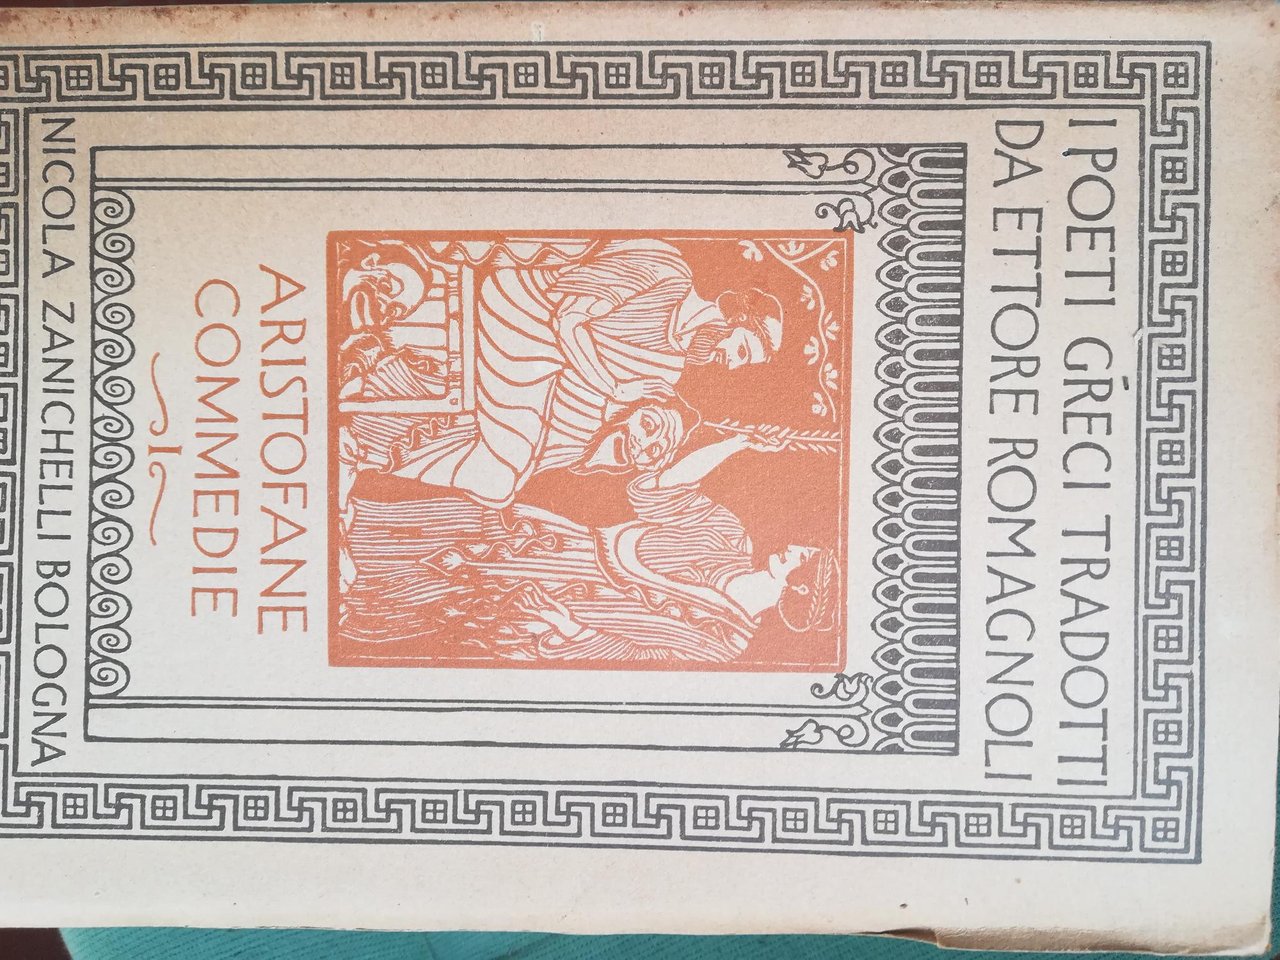 I POETI GRECI TRADOTTI
DA ETTORE ROMAGNOLI
ARISTOFANE
COMMEDIE
I
NICOLA ZANICHELLI BOLOGNA